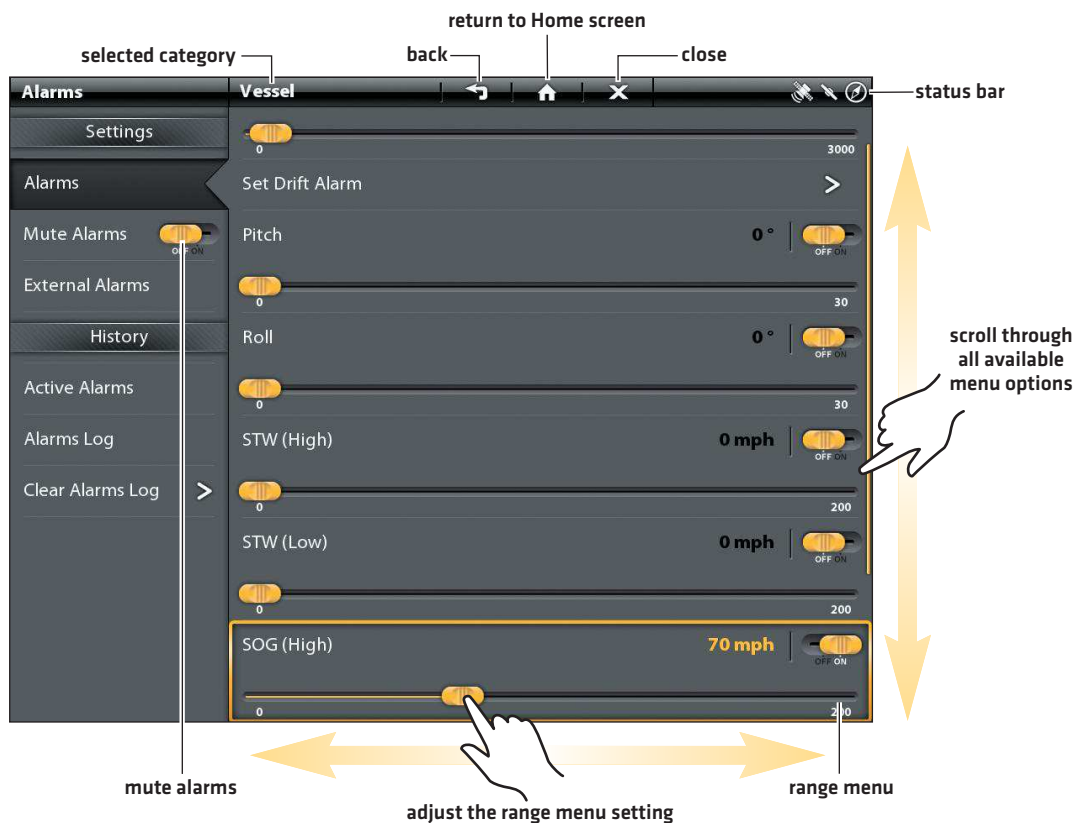 return to Home screen
selected category
back
close
Alarms
Vessel
status bar
Settings
0
3000
Alarms
Set Drift Alarm
Mute Alarms
OFF ON
Pitch
0 °
OFF ON
External Alarms
0
30
History
Roll
0 °
OFF ON
scroll through
all available
menu options
Active Alarms
0
30
Alarms Log
STW (High)
0 mph
OFF ON
Clear Alarms Log
0
200
STW (Low)
0 mph
OFF ON
0
200
SOG (High)
70 mph
OFF ON
0
200
mute alarms
range menu
adjust the range menu setting